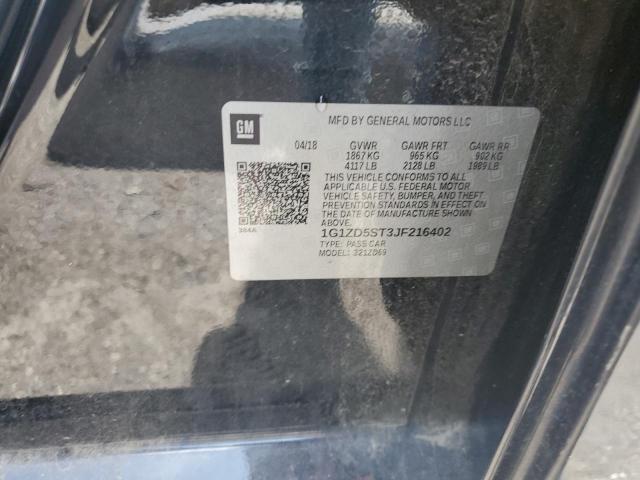 GM
MFD BY GENERAL MOTORS LLC
04/18 GVWR GAWR FRT GAWR RR
1867 KG 965 KG 902 KG
4117 LB 2128 LB 1989 LB
THIS VEHICLE CONFORMS TO ALL
APPLICABLE U.S. FEDERAL MOTOR
VEHICLE SAFETY, BUMPER, AND THEFT
PREVENTION STANDARDS IN EFFECT ON
THE DATE OF MANUFACTURE SHOWN
ABOVE.
384A
1G1ZD5ST3JF216402
TYPE: PASS CAR
MODEL: 321ZD69